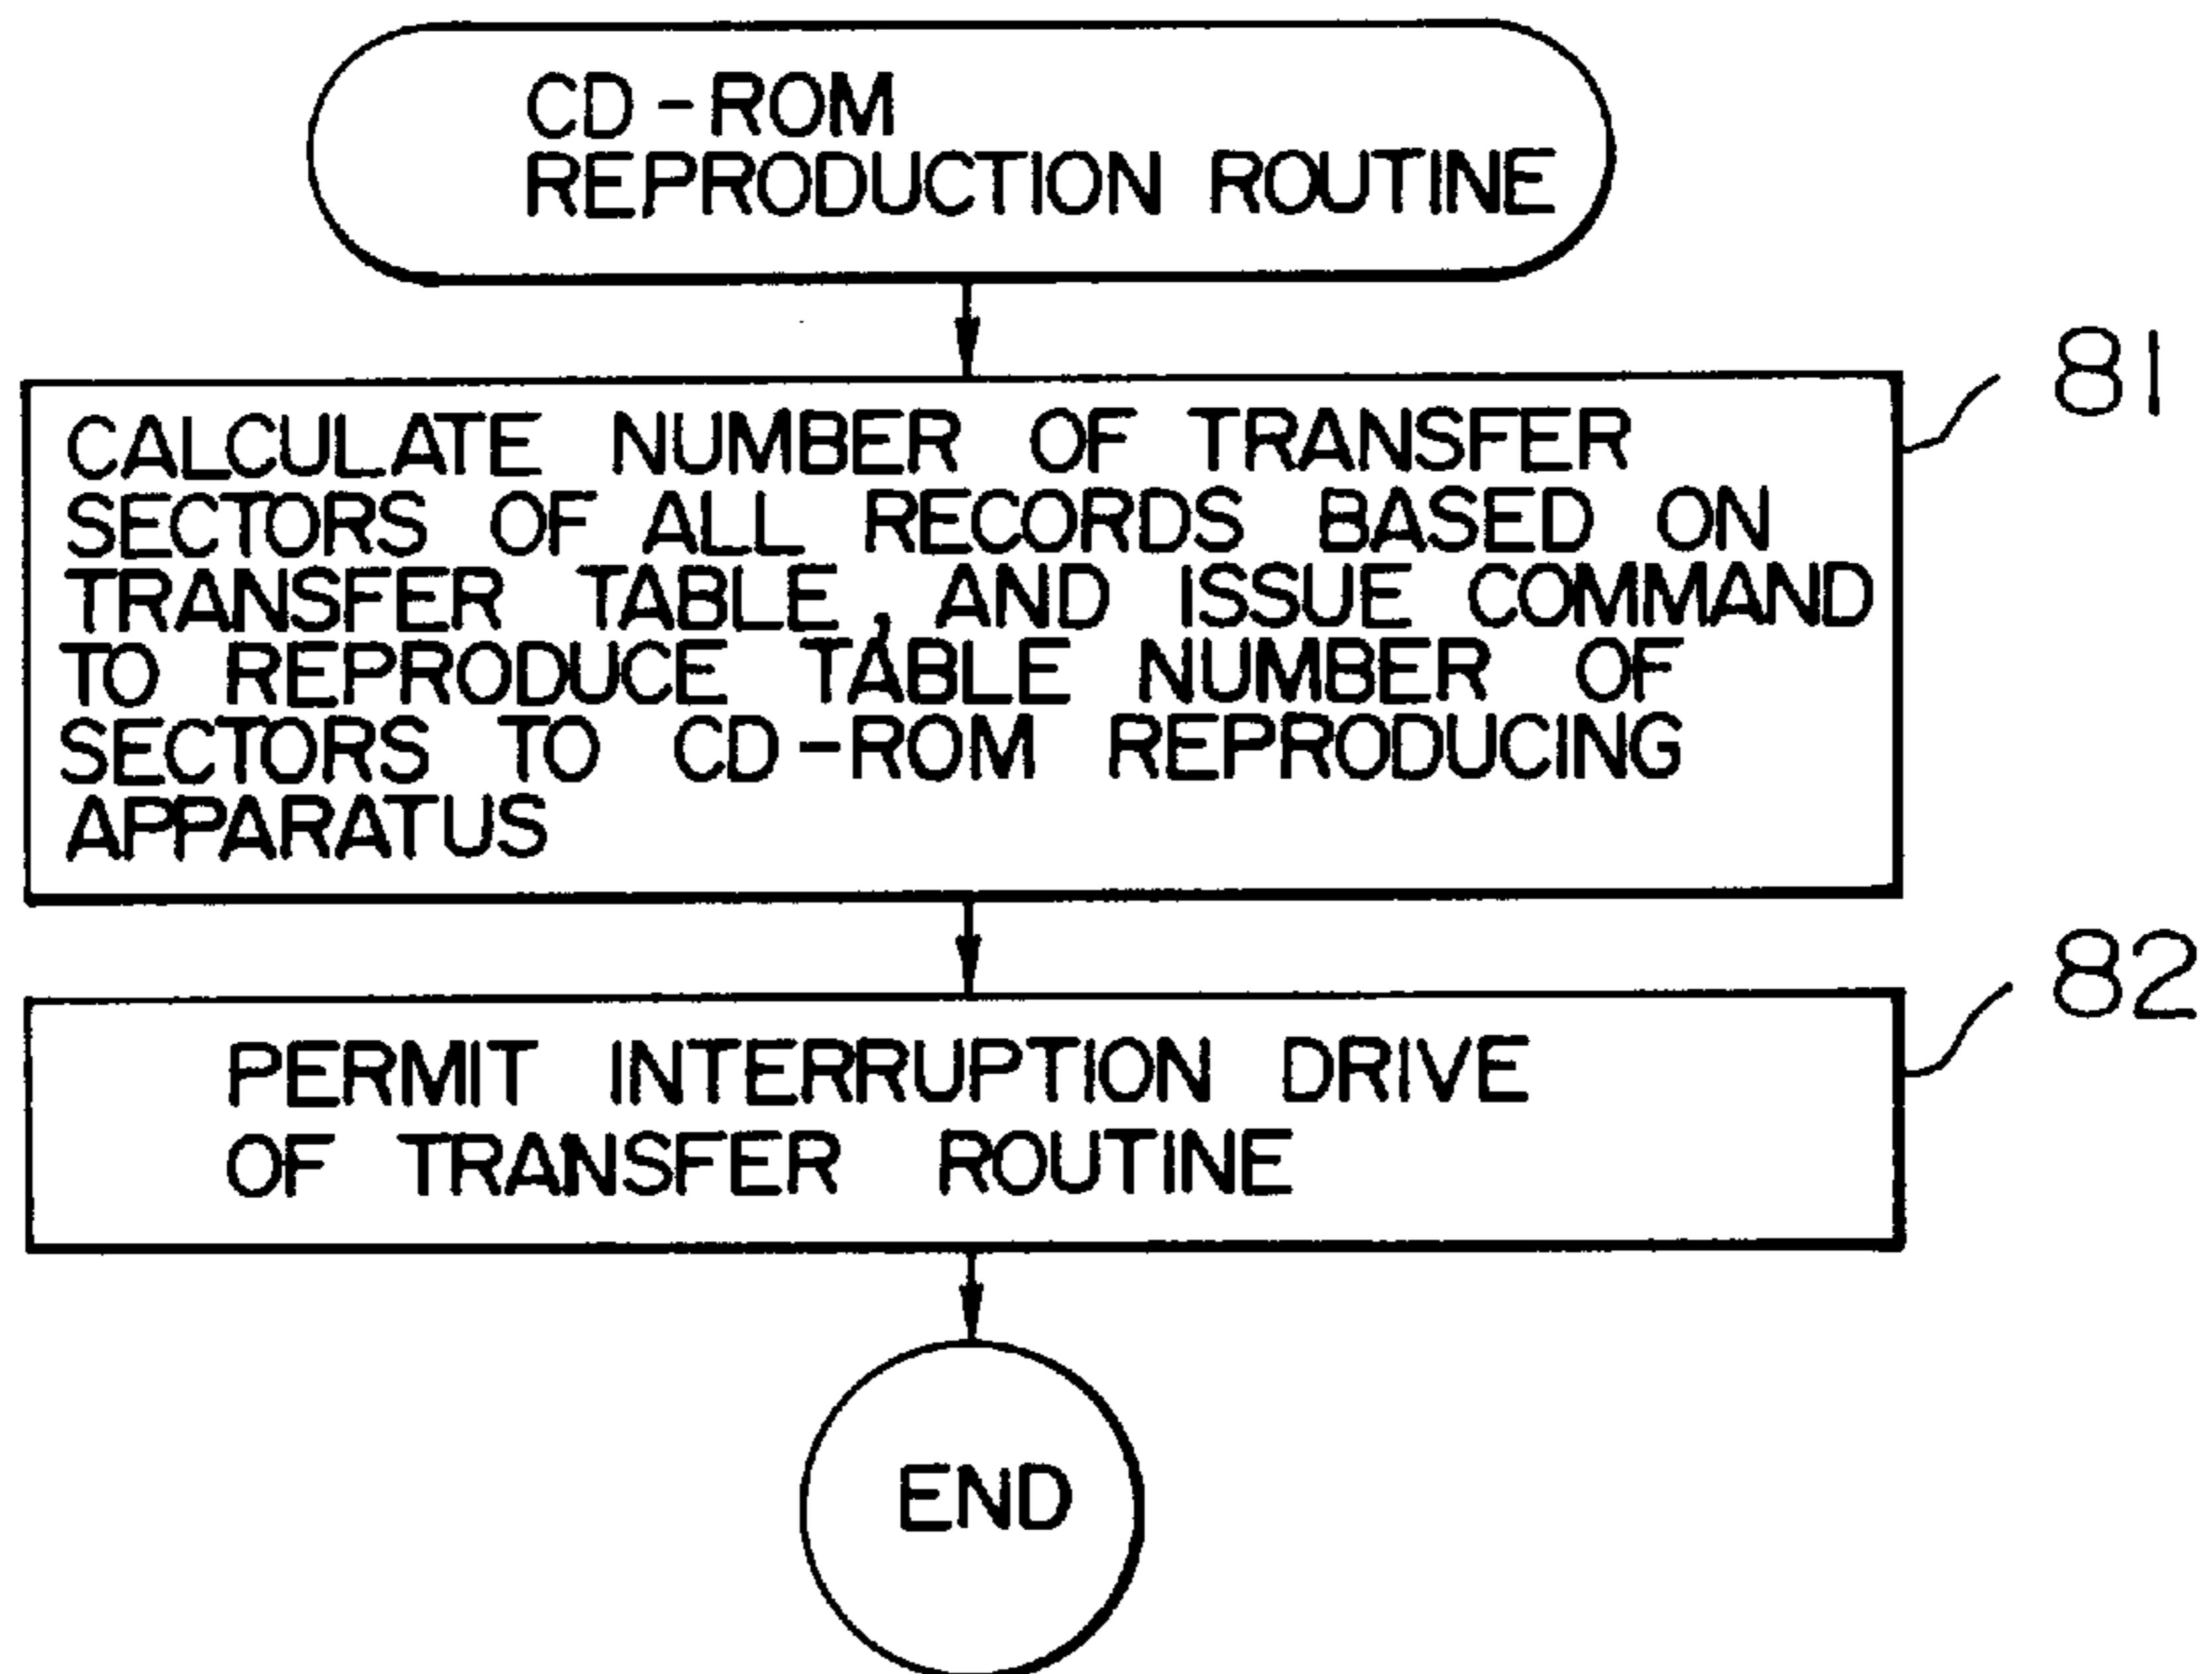 CD-ROM
REPRODUCTION ROUTINE
81
CALCULATE NUMBER OF TRANSFER
SECTORS OF ALL RECORDS BASED ON
TRANSFER TABLE, AND ISSUE COMMAND
TO REPRODUCE TABLE NUMBER OF
SECTORS TO CD-ROM REPRODUCING
APPARATUS
82
PERMIT INTERRUPTION DRIVE
OF TRANSFER ROUTINE
END